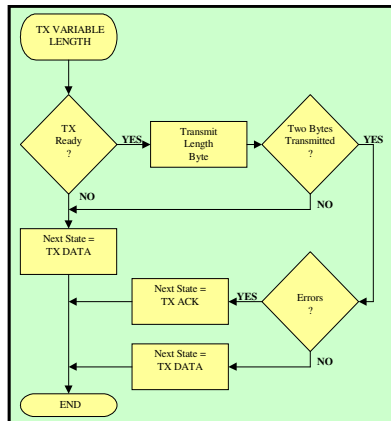 TX VARIABLE
LENGTH
TX
Ready
?
YES
Transmit
Length
Byte
Two Bytes
Transmitted
?
YES
NO
NO
Next State =
TX DATA
Next State =
TX ACK
YES
Errors
?
NO
Next State =
TX DATA
END